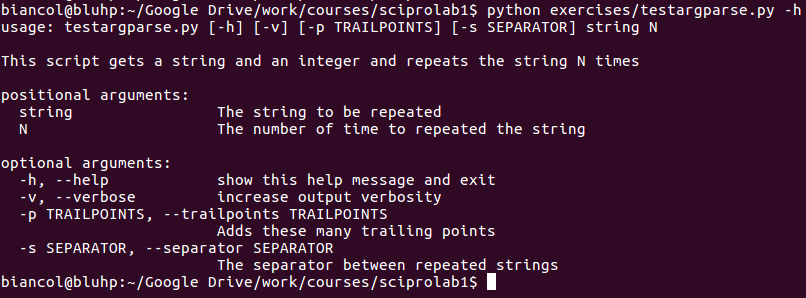 biancol@bluhp:~/Google Drive/work/courses/sciprolab1$ python exercises/testargparse.py -h
usage: testargparse.py [-h] [-v] [-p TRAILPOINTS] [-s SEPARATOR] string N
This script gets a string and an integer and repeats the string N times
positional arguments:
string The string to be repeated
N The number of time to repeated the string
optional arguments:
-h, --help show this help message and exit
-v, --verbose increase output verbosity
-p TRAILPOINTS, --trailpoints TRAILPOINTS
Adds these many trailing points
-s SEPARATOR, --separator SEPARATOR
The separator between repeated strings
biancol@bluhp:~/Google Drive/work/courses/sciprolab1$